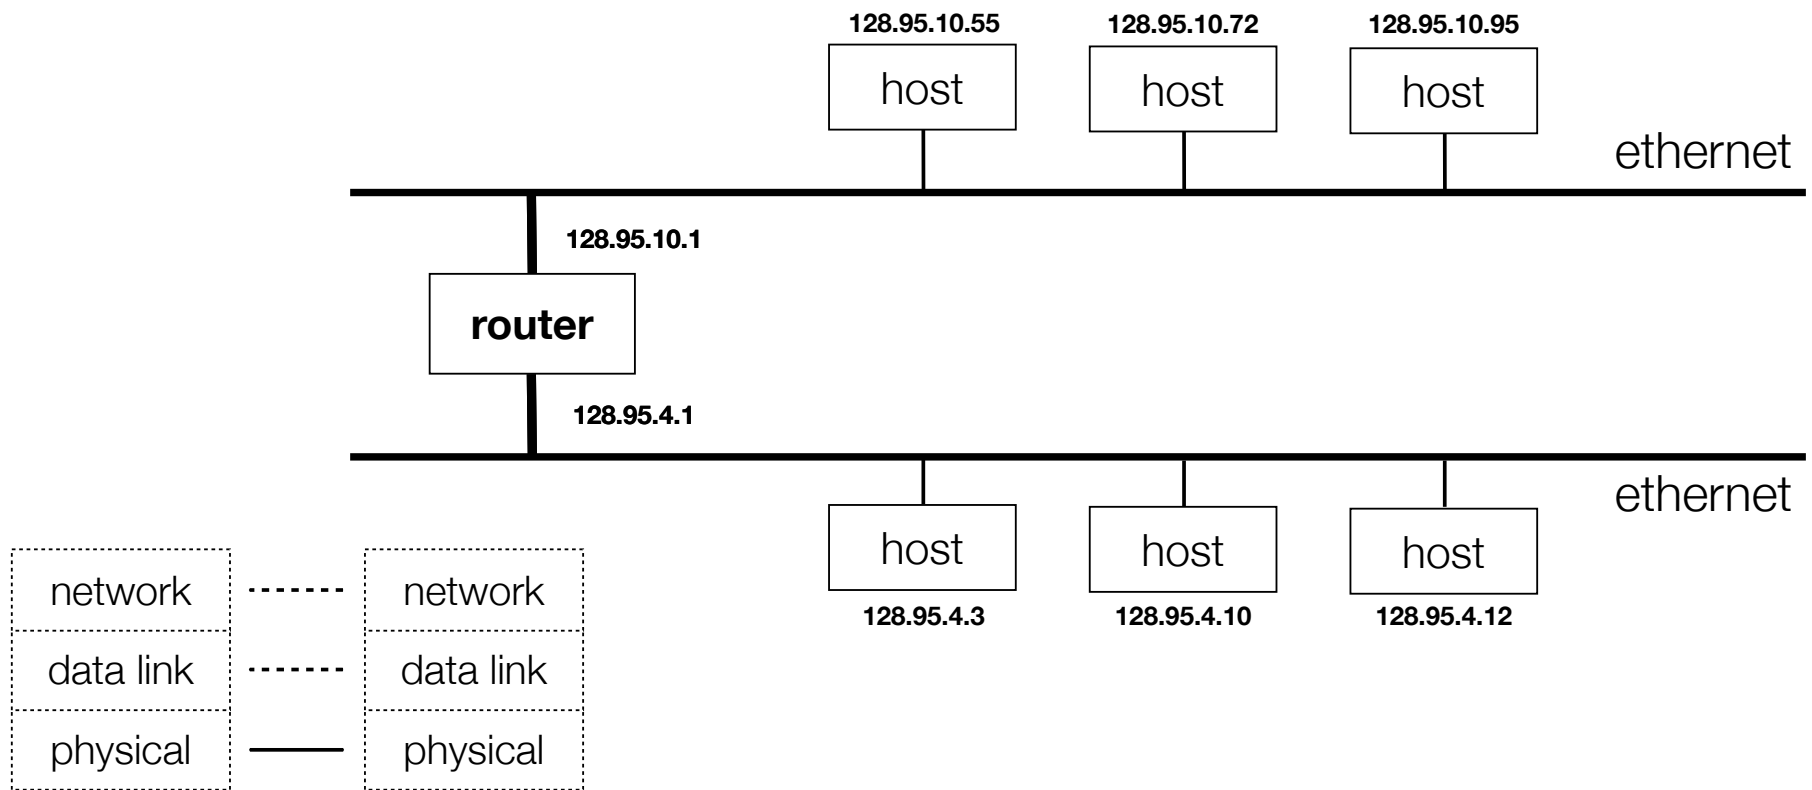 128.95.10.55 128.95.10.72 128.95.10.95
host host host
ethernet
128.95.10.1
router
128.95.4.1
ethernet
host host host
128.95.4.3 128.95.4.10 128.95.4.12
network network
data link data link
physical physical